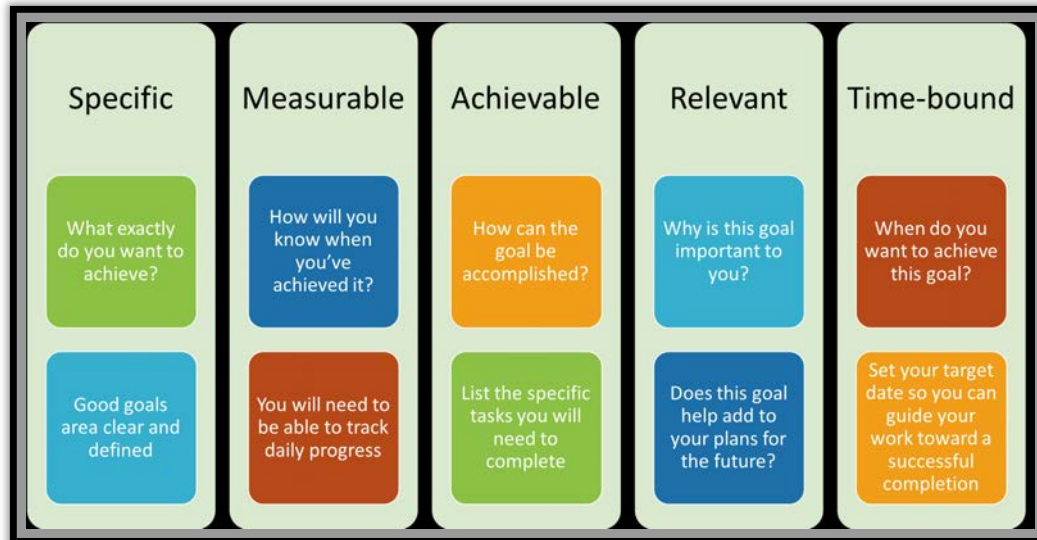 Specific
What exactly
do you want to
achieve?
Good goals
area clear and
defined
Measurable
How will you
know when
you've
achieved it?
You will need to
be able to track
daily progress
Achievable
How can the
goal be
accomplished?
List the specific
tasks you will
need to
complete
Relevant
Why is this goal
important to
you?
Does this goal
help add to
your plans for
the future?
Time-bound
When do you
want to achieve
this goal?
Set your target
date so you can
guide your
work toward a
successful
completion